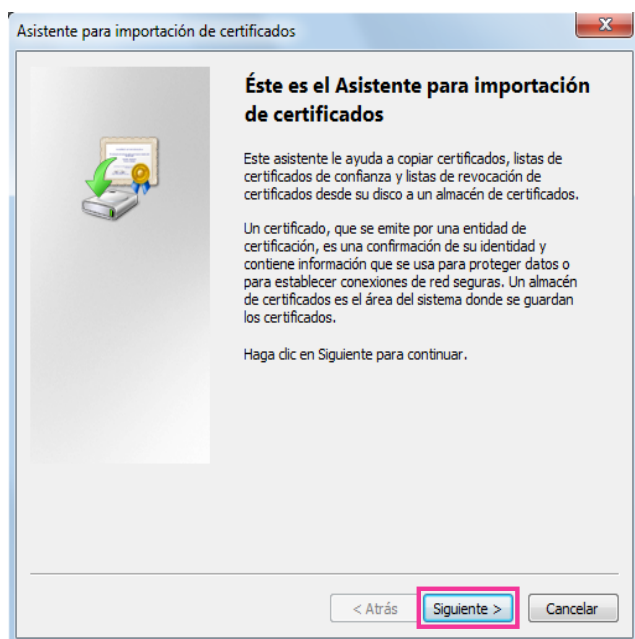 Asistente para importación de certificados
X
Éste es el Asistente para importación
de certificados
Este asistente le ayuda a copiar certificados, listas de
certificados de confianza y listas de revocación de
certificados desde su disco a un almacén de certificados.
Un certificado, que se emite por una entidad de
certificación, es una confirmación de su identidad y
contiene información que se usa para proteger datos o
para establecer conexiones de red seguras. Un almacén
de certificados es el área del sistema donde se guardan
los certificados.
Haga clic en Siguiente para continuar.
< Atrás Siguiente > Cancelar